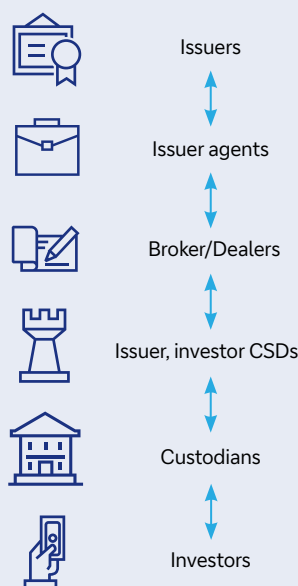 Issuers
Issuer agents
Broker/Dealers
Issuer, investor CSDs
Custodians
Investors